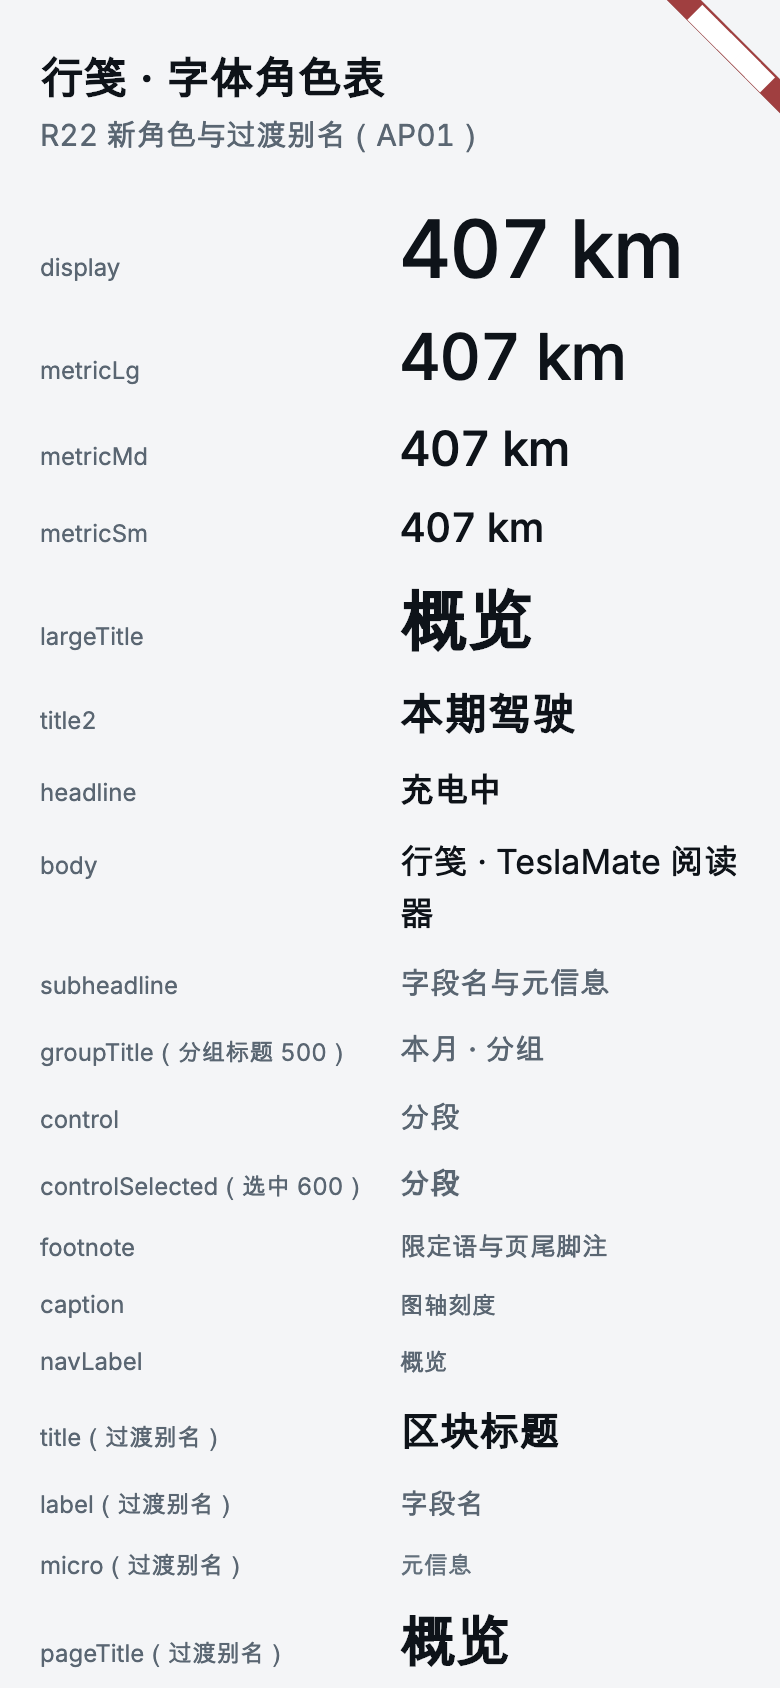 行笺 · 字体角色表
R22 新角色与过渡别名（AP01）
display 407 km
metricLg 407 km
metricMd 407 km
metricSm 407 km
largeTitle 概览
title2 本期驾驶
headline 充电中
body 行笺 · TeslaMate 阅读
器
subheadline 字段名与元信息
groupTitle（分组标题 500） 本月 · 分组
control 分段
controlSelected（选中 600） 分段
footnote 限定语与页尾脚注
caption 图轴刻度
navLabel 概览
title（过渡别名） 区块标题
label（过渡别名） 字段名
micro（过渡别名） 元信息
pageTitle（过渡别名） 概览